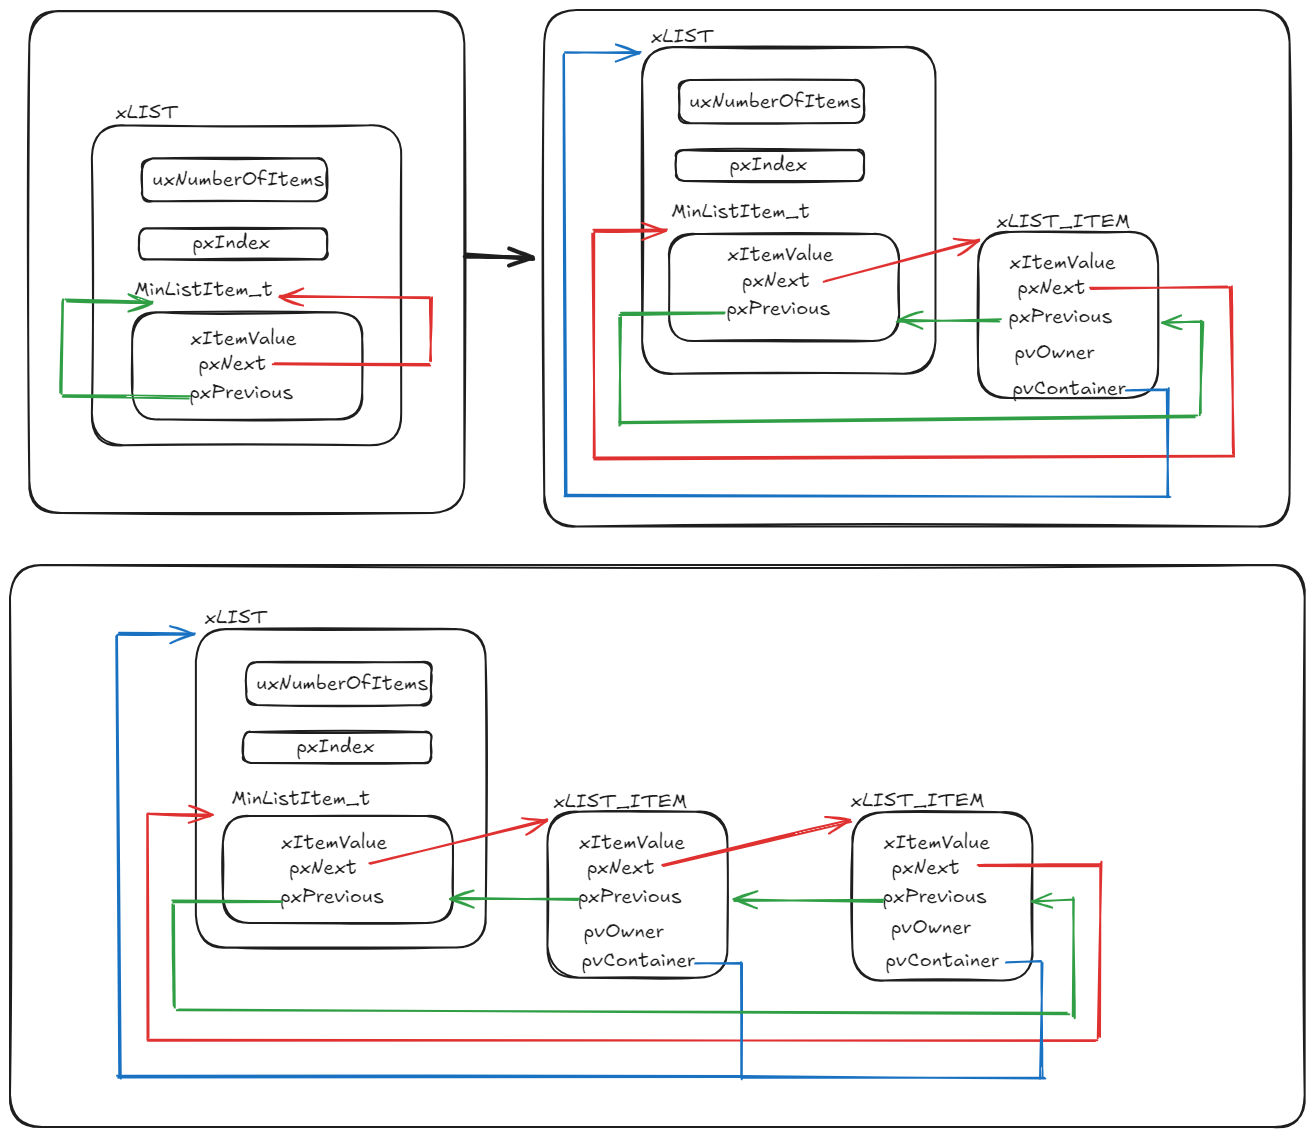 xLIST
uxNumberOfItems
pxIndex
MinListItem_t
xItemValue
pxNext
pxPrevious
xLIST
uxNumberOfItems
pxIndex
MinListItem_t
xItemValue
pxNext
pxPrevious
xLIST_ITEM
xItemValue
pxNext
pxPrevious
pvOwner
pvContainer
xLIST
uxNumberOfItems
pxIndex
MinListItem_t
xItemValue
pxNext
pxPrevious
xLIST_ITEM
xItemValue
pxNext
pxPrevious
pvOwner
pvContainer
xLIST_ITEM
xItemValue
pxNext
pxPrevious
pvOwner
pvContainer